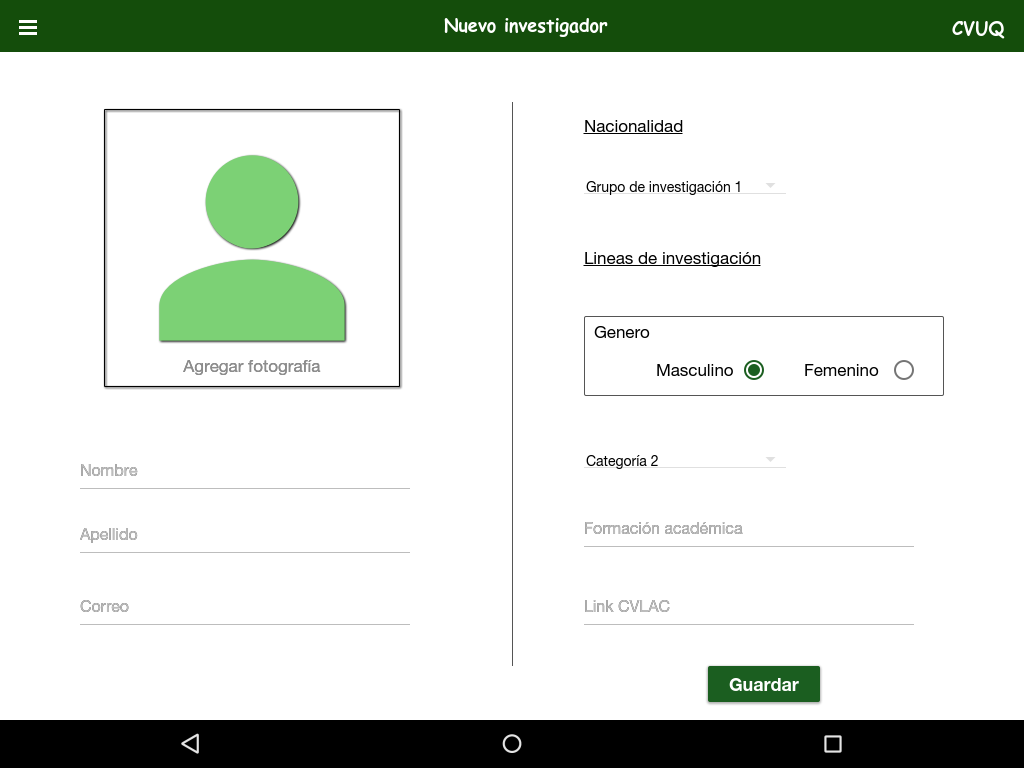 Nuevo investigador
CVUQ
Agregar fotografía
Nombre
Apellido
Correo
Nacionalidad
Grupo de investigación 1
Lineas de investigación
Genero
Masculino Femenino
Categoría 2
Formación académica
Link CVLAC
Guardar